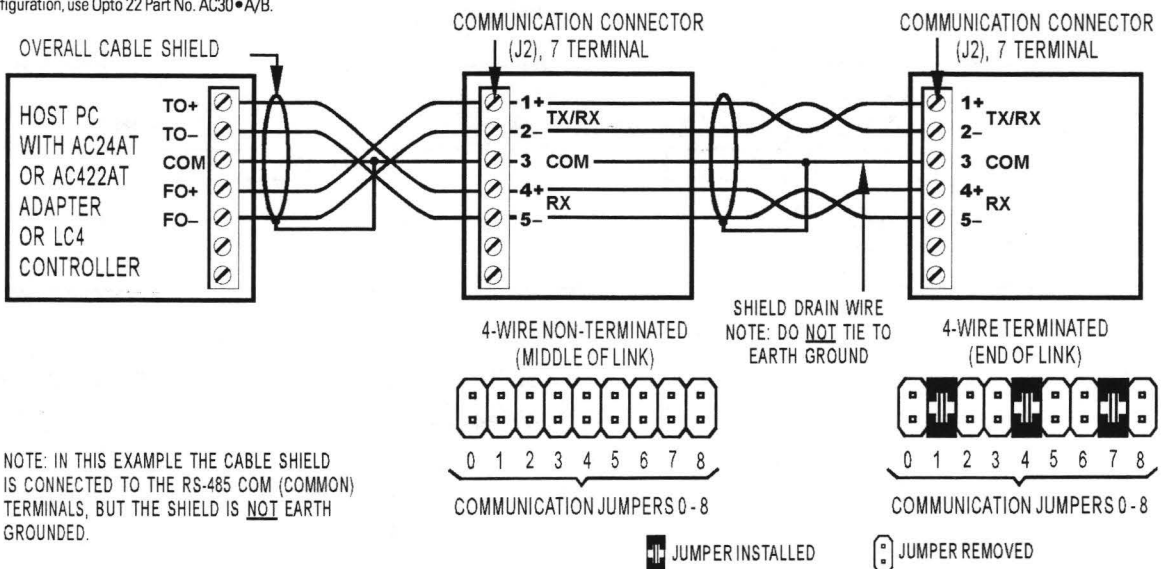 figuration, use Opto 22 Part No. AC30•A/B.
OVERALL CABLE SHIELD
COMMUNICATION CONNECTOR
(J2), 7 TERMINAL
COMMUNICATION CONNECTOR
(J2), 7 TERMINAL
HOST PC
WITH AC24AT
OR AC422AT
ADAPTER
OR LC4
CONTROLLER
TO+
TO–
COM
FO+
FO–
1+
TX/RX
2–
3 COM
4+
RX
5–
1+
TX/RX
2–
3 COM
4+
RX
5–
4-WIRE NON-TERMINATED
(MIDDLE OF LINK)
SHIELD DRAIN WIRE
NOTE: DO NOT TIE TO
EARTH GROUND
4-WIRE TERMINATED
(END OF LINK)
0 1 2 3 4 5 6 7 8
COMMUNICATION JUMPERS 0 - 8
0 1 2 3 4 5 6 7 8
COMMUNICATION JUMPERS 0 - 8
NOTE: IN THIS EXAMPLE THE CABLE SHIELD
IS CONNECTED TO THE RS-485 COM (COMMON)
TERMINALS, BUT THE SHIELD IS NOT EARTH
GROUNDED.
JUMPER INSTALLED
JUMPER REMOVED